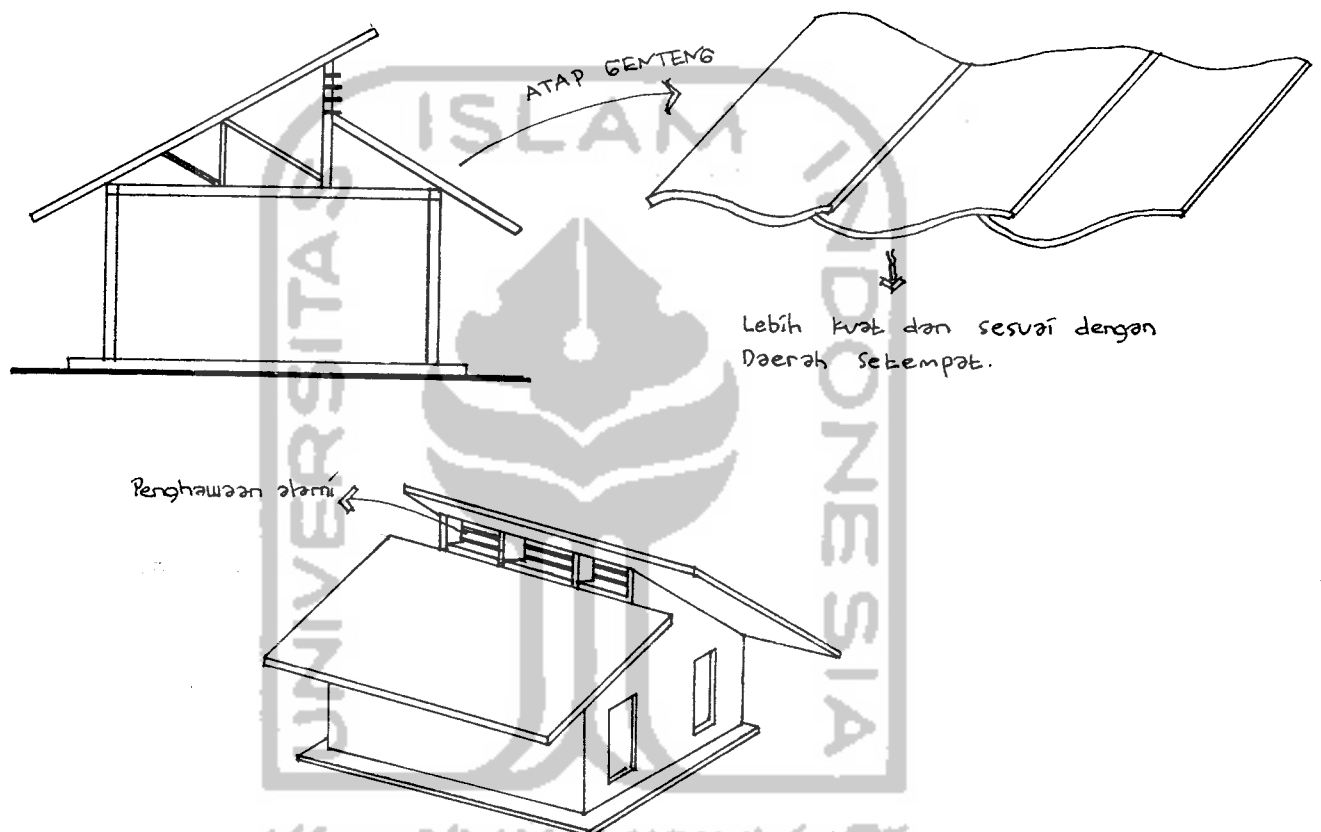 ATAP GENTENG
Lebih kuat dan sesuai dengan
Daerah Setempat.
Penghawaan alami
UNIVERSITAS
ISLAM
INDONESIA